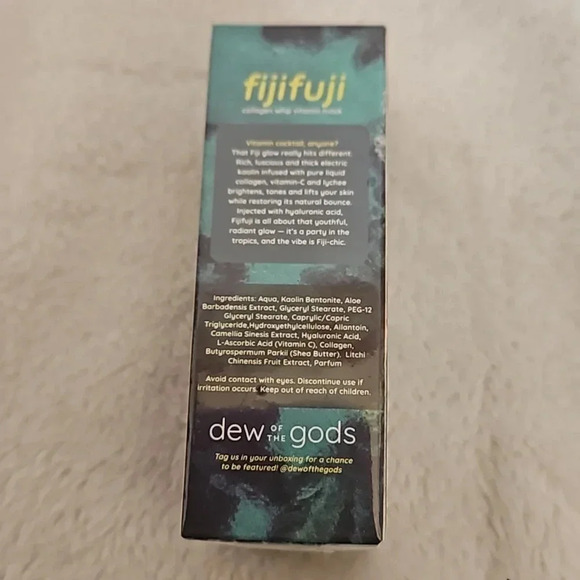 fijifuji
collagen whip vitamin mask
Vitamin cocktail, anyone?
That Fiji glow really hits different.
Rich, luscious and thick electric
kaolin infused with pure liquid
collagen, vitamin-C and lychee
brightens, tones and lifts your skin
while restoring its natural bounce.
Injected with hyaluronic acid,
Fijifuji is all about that youthful,
radiant glow — it's a party in the
tropics, and the vibe is Fiji-chic.
Ingredients: Aqua, Kaolin Bentonite, Aloe
Barbadensis Extract, Glyceryl Stearate, PEG-12
Glyceryl Stearate, Caprylic/Capric
Triglyceride,Hydroxyethylcellulose, Allantoin,
Camellia Sinesis Extract, Hyaluronic Acid,
L-Ascorbic Acid (Vitamin C), Collagen,
Butyrospermum Parkii (Shea Butter). Litchi
Chinensis Fruit Extract, Parfum
Avoid contact with eyes. Discontinue use if
irritation occurs. Keep out of reach of children.
dew OF THE gods
Tag us in your unboxing for a chance
to be featured! @dewofthegods